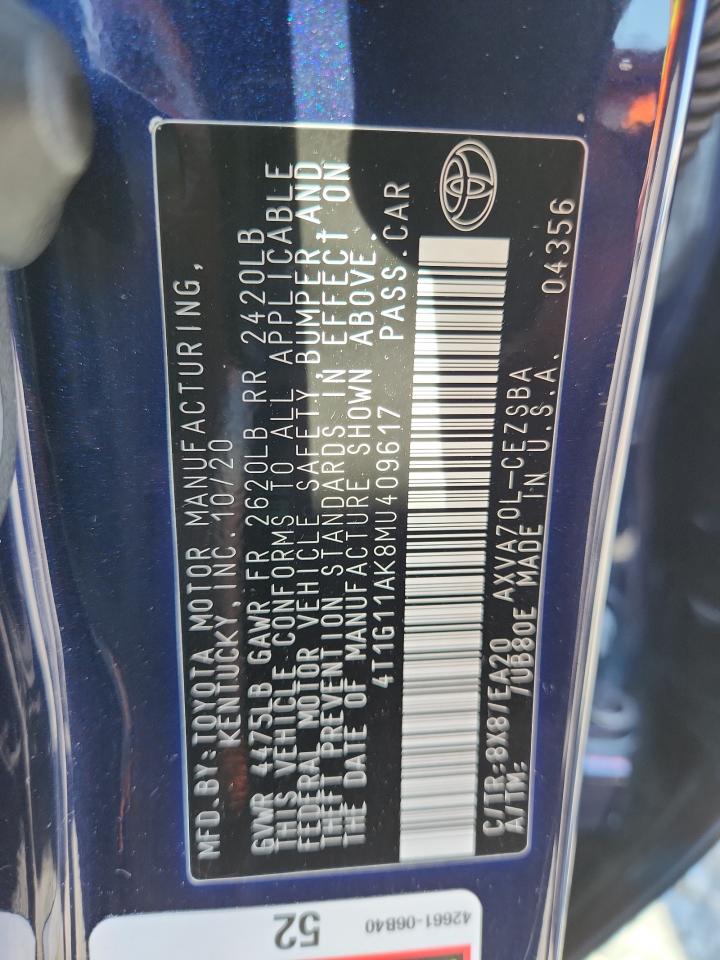 MFD. BY: TOYOTA MOTOR MANUFACTURING,
KENTUCKY, INC. 10/20
GVWR 4475LB GAWR FR 2620LB RR 2420LB
THIS VEHICLE CONFORMS TO ALL APPLICABLE
FEDERAL MOTOR VEHICLE SAFETY, BUMPER, AND
THEFT PREVENTION STANDARDS IN EFFECT ON
THE DATE OF MANUFACTURE SHOWN ABOVE.
4T1G11AK8MU409617 PASS. CAR
C/TR: 8X8/EA20 AXVA70L-CEZSBA
A/TM: /UB80E MADE IN U.S.A. 04356
52
42661-06B40